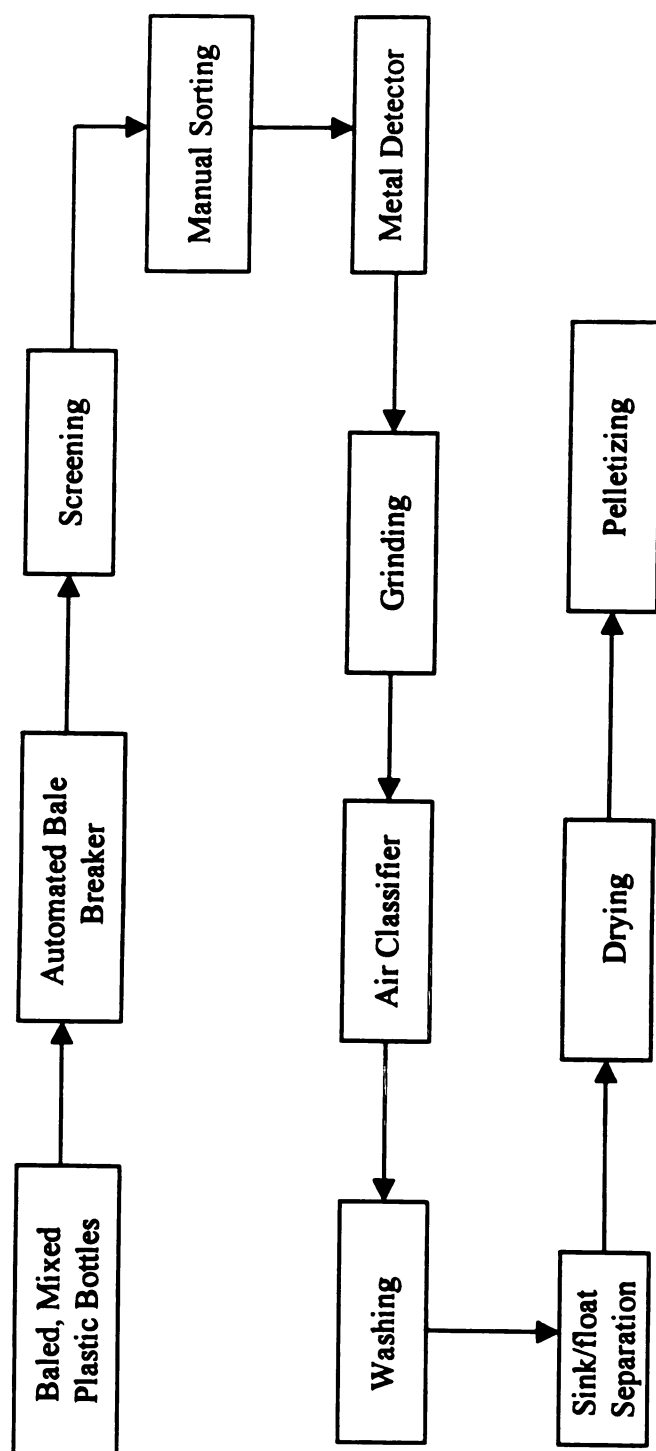 Baled, Mixed
Plastic Bottles
Automated Bale
Breaker
Screening
Manual Sorting
Metal Detector
Grinding
Air Classifier
Washing
Sink/float
Separation
Drying
Pelletizing